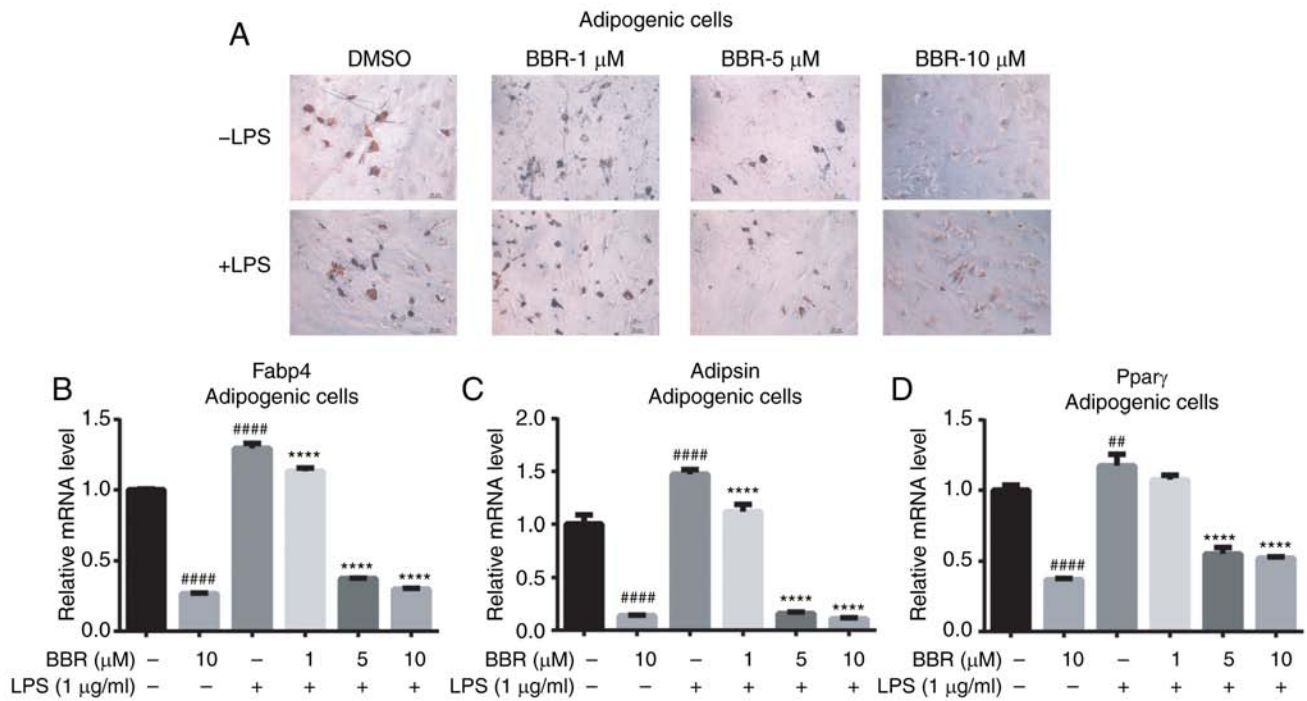 A
Adipogenic cells
DMSO
BBR-1 μM
BBR-5 μM
BBR-10 μM
–LPS
+LPS
B
Fabp4
Adipogenic cells
Relative mRNA level
1.5
1.0
0.5
0.0
####
####
****
****
****
BBR (μM) – 10 – 1 5 10
LPS (1 μg/ml) – – + + + +
C
Adipsin
Adipogenic cells
Relative mRNA level
2.0
1.5
1.0
0.5
0.0
####
####
****
****
****
BBR (μM) – 10 – 1 5 10
LPS (1 μg/ml) – – + + + +
D
Pparγ
Adipogenic cells
Relative mRNA level
1.5
1.0
0.5
0.0
####
##
****
****
BBR (μM) – 10 – 1 5 10
LPS (1 μg/ml) – – + + + +